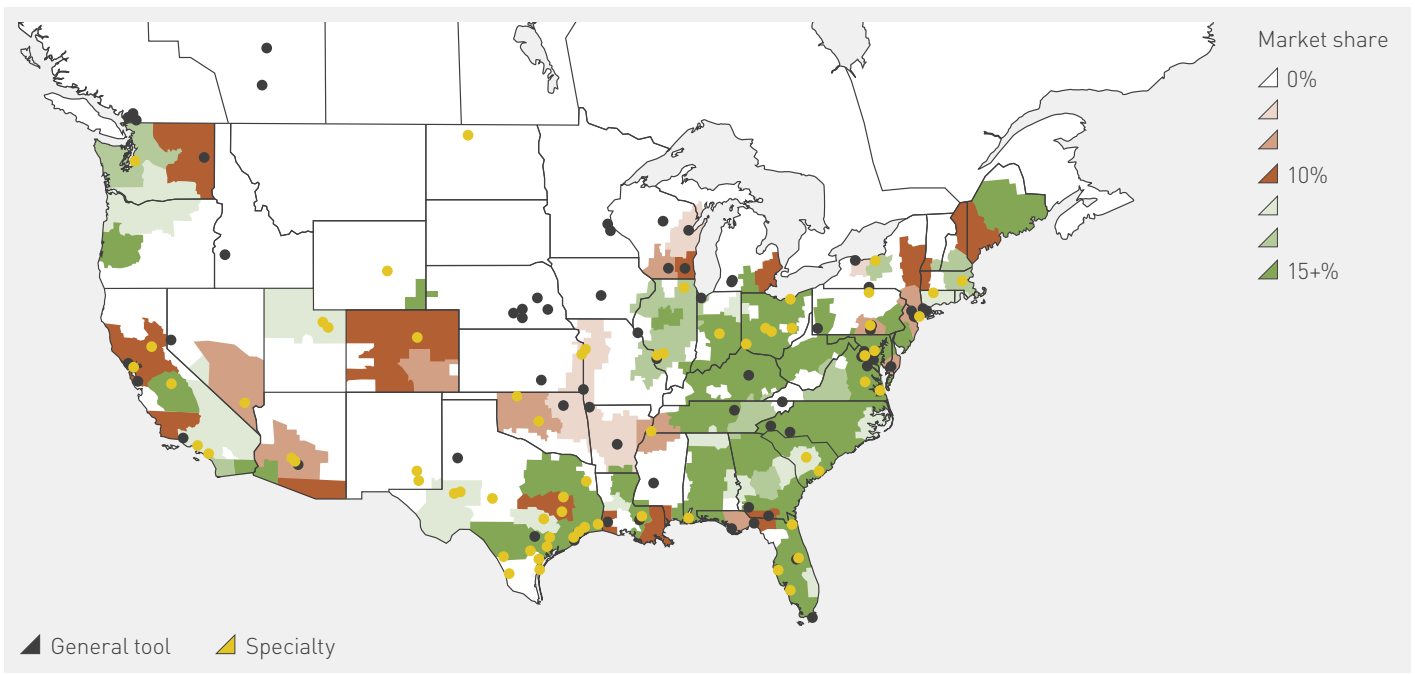 Market share
0%
10%
15+%
General tool
Specialty